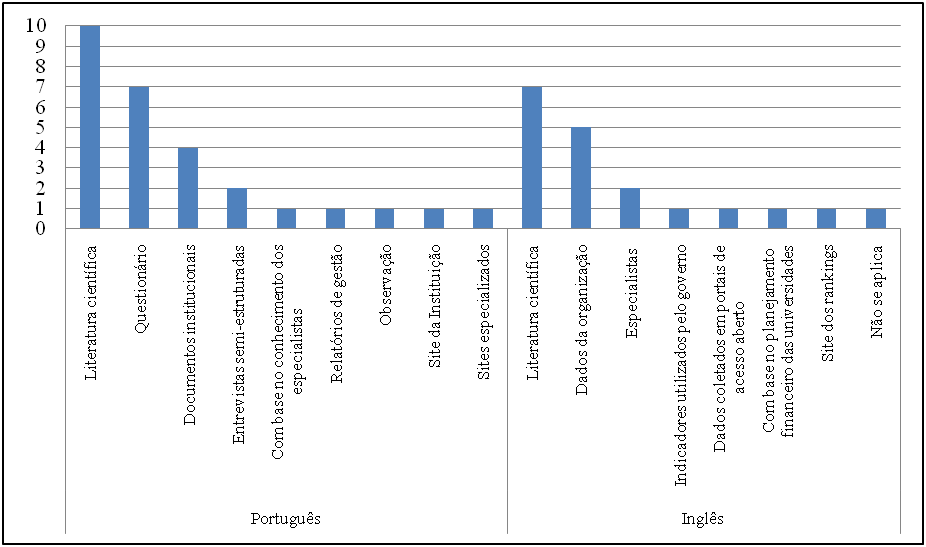 10
9
8
7
6
5
4
3
2
1
0
Literatura científica
Questionário
Documentos institucionais
Entrevistas semi-estruturadas
Com base no conhecimento dos
especialistas
Relatórios de gestão
Observação
Site da Instituição
Sites especializados
Literatura científica
Dados da organização
Especialistas
Indicadores utilizados pelo governo
Dados coletados em portais de
acesso aberto
Com base no planejamento
financeiro das universidades
Site dos rankings
Não se aplica
Português
Inglês